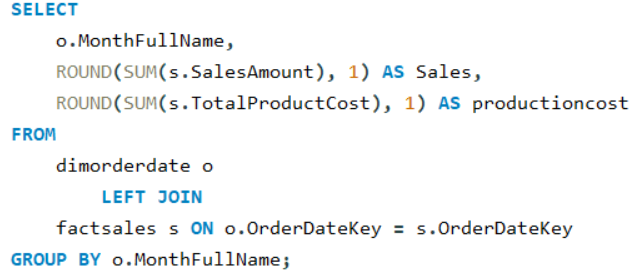 SELECT
o.MonthFullName,
ROUND(SUM(s.SalesAmount), 1) AS Sales,
ROUND(SUM(s.TotalProductCost), 1) AS productioncost
FROM
dimorderdate o
LEFT JOIN
factsales s ON o.OrderDateKey = s.OrderDateKey
GROUP BY o.MonthFullName;